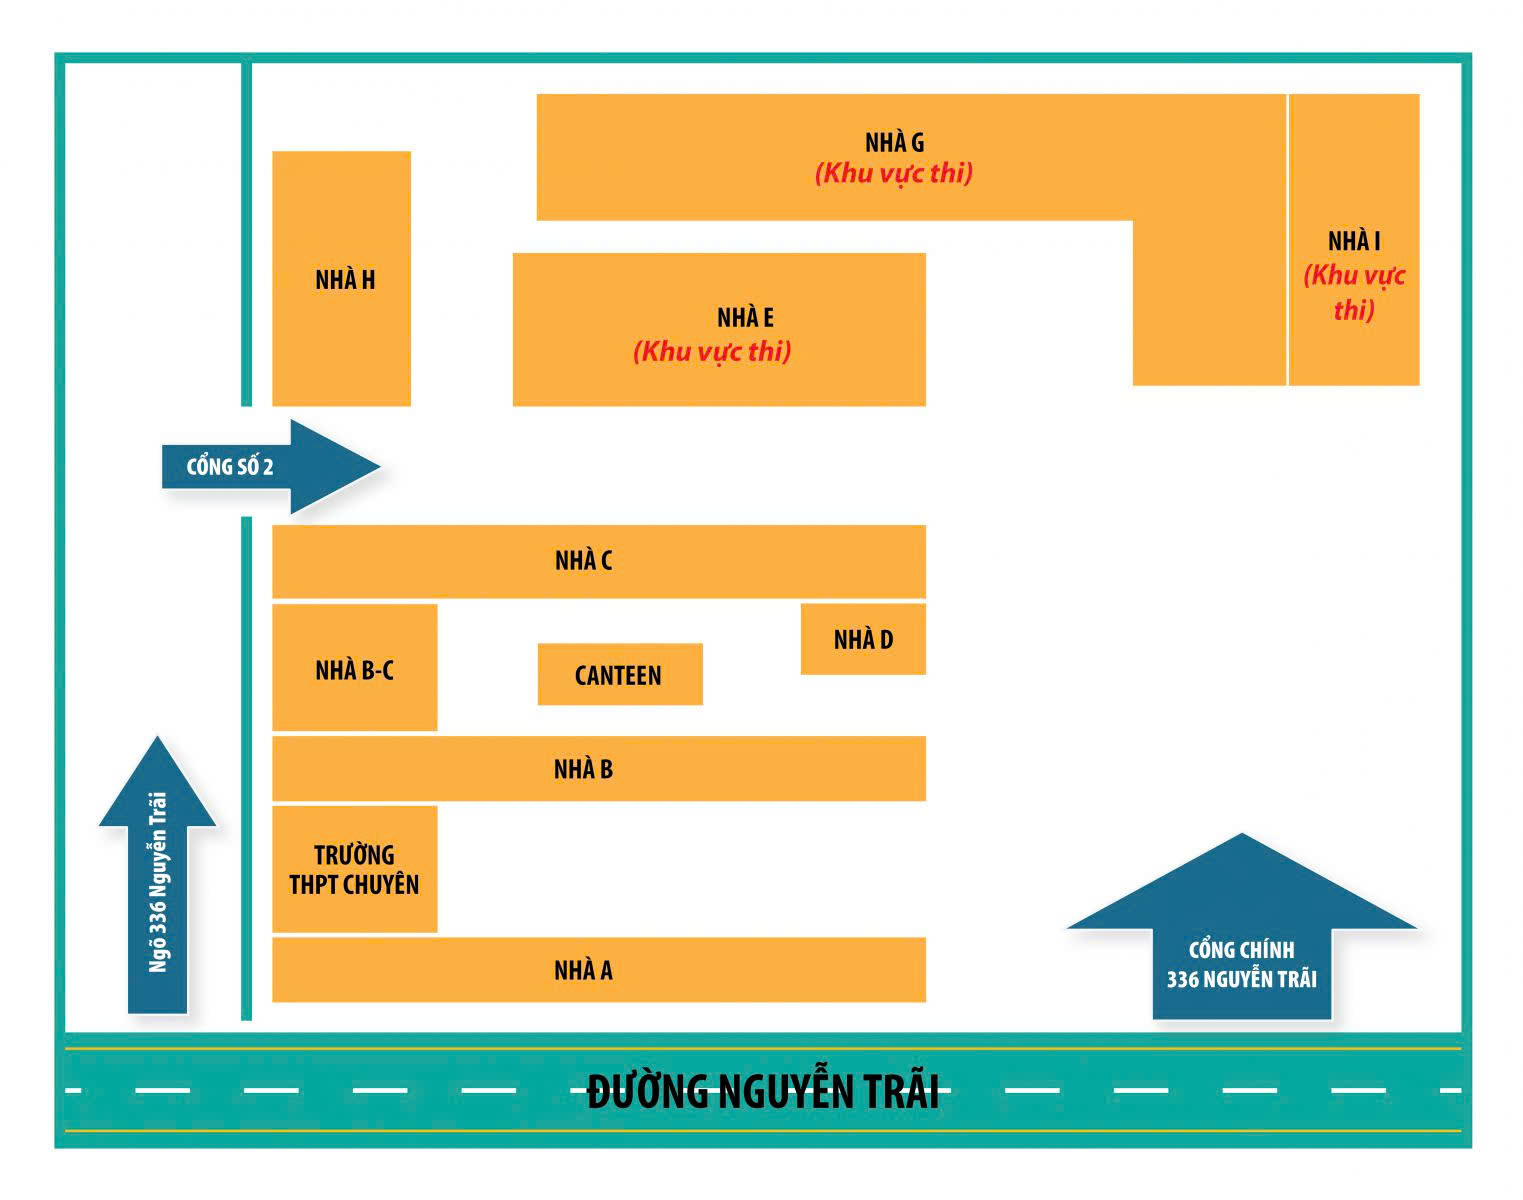 NHÀ G
(Khu vực thi)
NHÀ I
(Khu vực
thi)
NHÀ H
NHÀ E
(Khu vực thi)
CỔNG SỐ 2
NHÀ C
NHÀ B-C
CANTEEN
NHÀ D
NHÀ B
Ngõ 336 Nguyễn Trãi
TRƯỜNG
THPT CHUYÊN
NHÀ A
CỔNG CHÍNH
336 NGUYỄN TRÃI
ĐƯỜNG NGUYỄN TRÃI